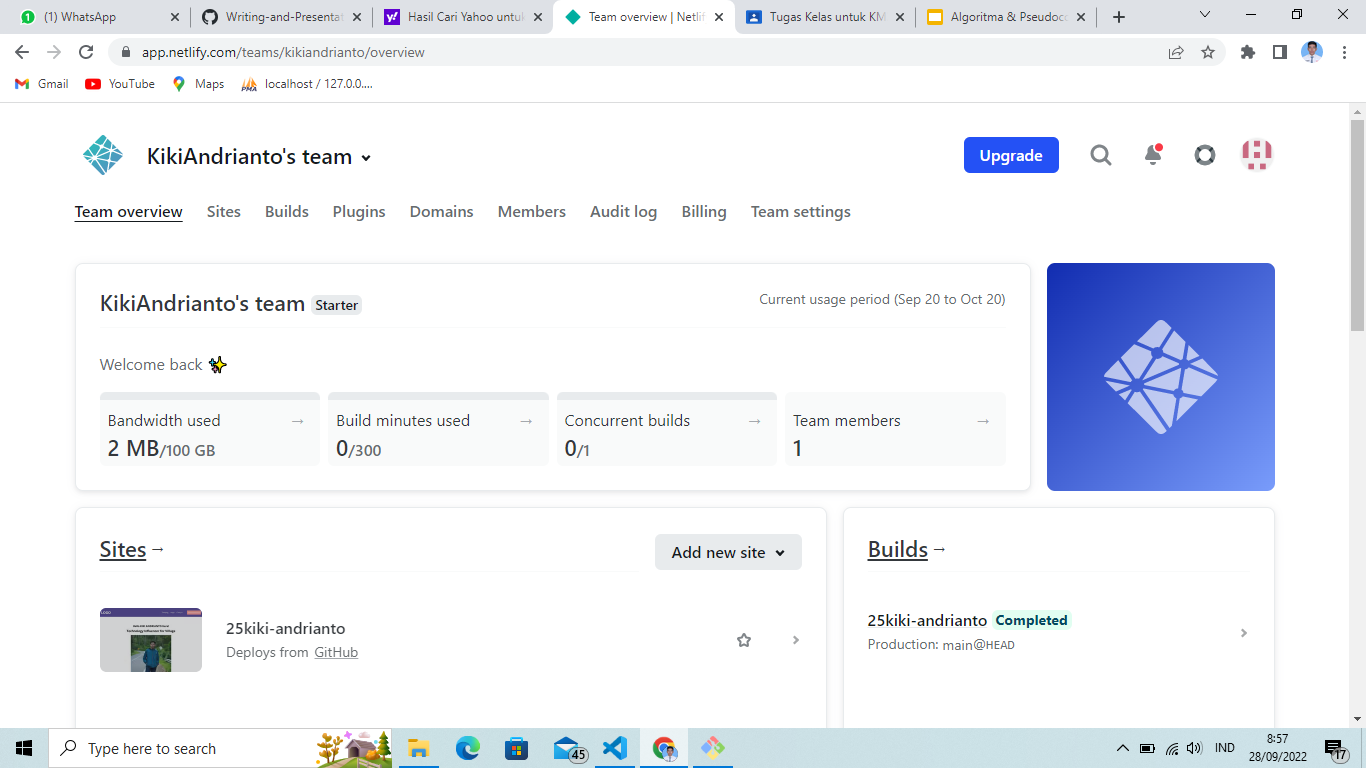 (1) WhatsApp
Writing-and-Presentat
Hasil Cari Yahoo untuk
Team overview | Netlif
Tugas Kelas untuk KM
Algoritma & Pseudoco
app.netlify.com/teams/kikiandrianto/overview
Gmail
YouTube
Maps
localhost / 127.0.0....
KikiAndrianto's team
Upgrade
Team overview
Sites
Builds
Plugins
Domains
Members
Audit log
Billing
Team settings
KikiAndrianto's team Starter
Current usage period (Sep 20 to Oct 20)
Welcome back
Bandwidth used →
2 MB/100 GB
Build minutes used →
0/300
Concurrent builds →
0/1
Team members →
1
Sites →
Add new site
25kiki-andrianto
Deploys from GitHub
Builds →
25kiki-andrianto Completed
Production: main@HEAD
Type here to search
45
IND
8:57
28/09/2022
17